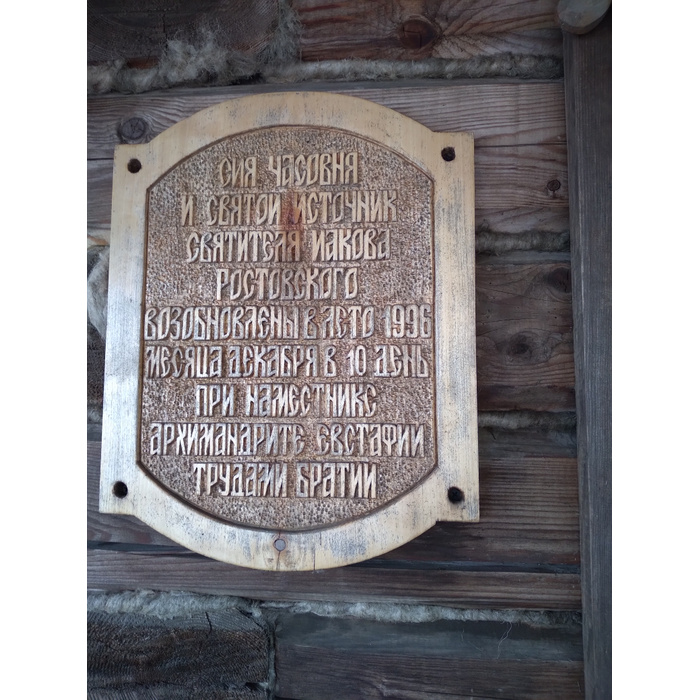 СИЯ ЧАСОВНЯ
И СВЯТОЙ ИСТОЧНИК
СВЯТИТЕЛЯ ИАКОВА
РОСТОВСКОГО
ВОЗОБНОВЛЕНЫ В ЛЕТО 1996
МЕСЯЦА ДЕКАБРЯ В 10 ДЕНЬ
ПРИ НАМЕСТНИКЕ
АРХИМАНДРИТЕ ЕВСТАФИИ
ТРУДАМИ БРАТИИ